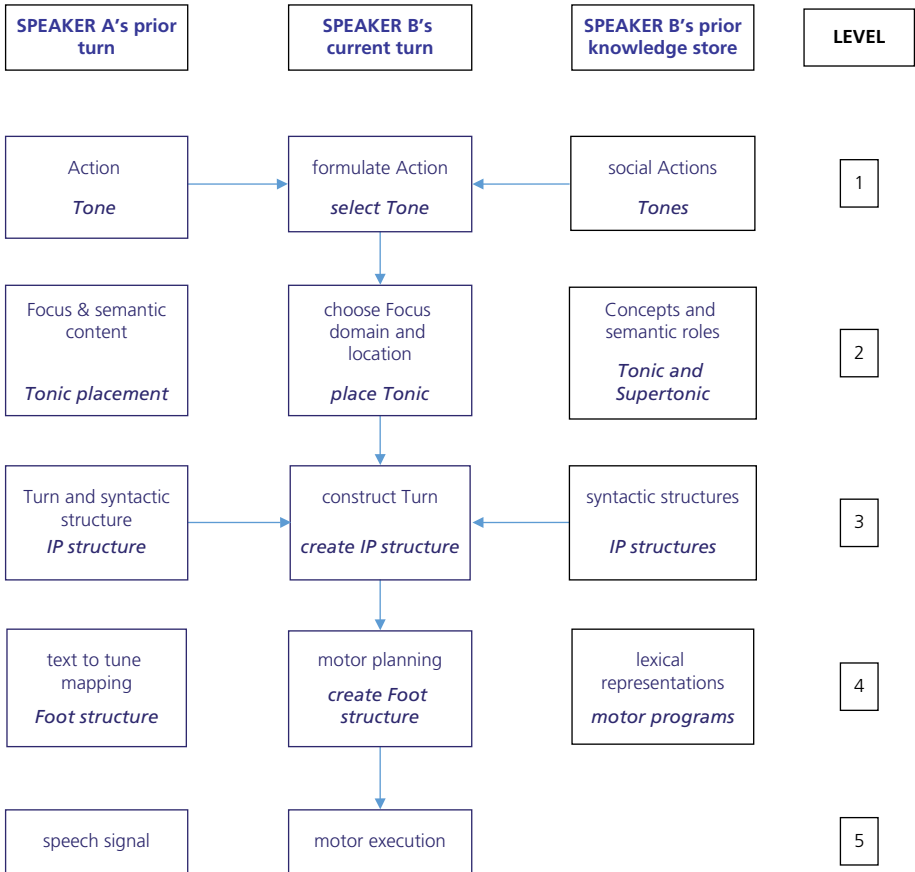 SPEAKER A's prior
turn
SPEAKER B's
current turn
SPEAKER B's prior
knowledge store
LEVEL
Action
Tone
formulate Action
select Tone
social Actions
Tones
1
Focus & semantic
content
Tonic placement
choose Focus
domain and
location
place Tonic
Concepts and
semantic roles
Tonic and
Supertonic
2
Turn and syntactic
structure
IP structure
construct Turn
create IP structure
syntactic structures
IP structures
3
text to tune
mapping
Foot structure
motor planning
create Foot
structure
lexical
representations
motor programs
4
speech signal
motor execution
5